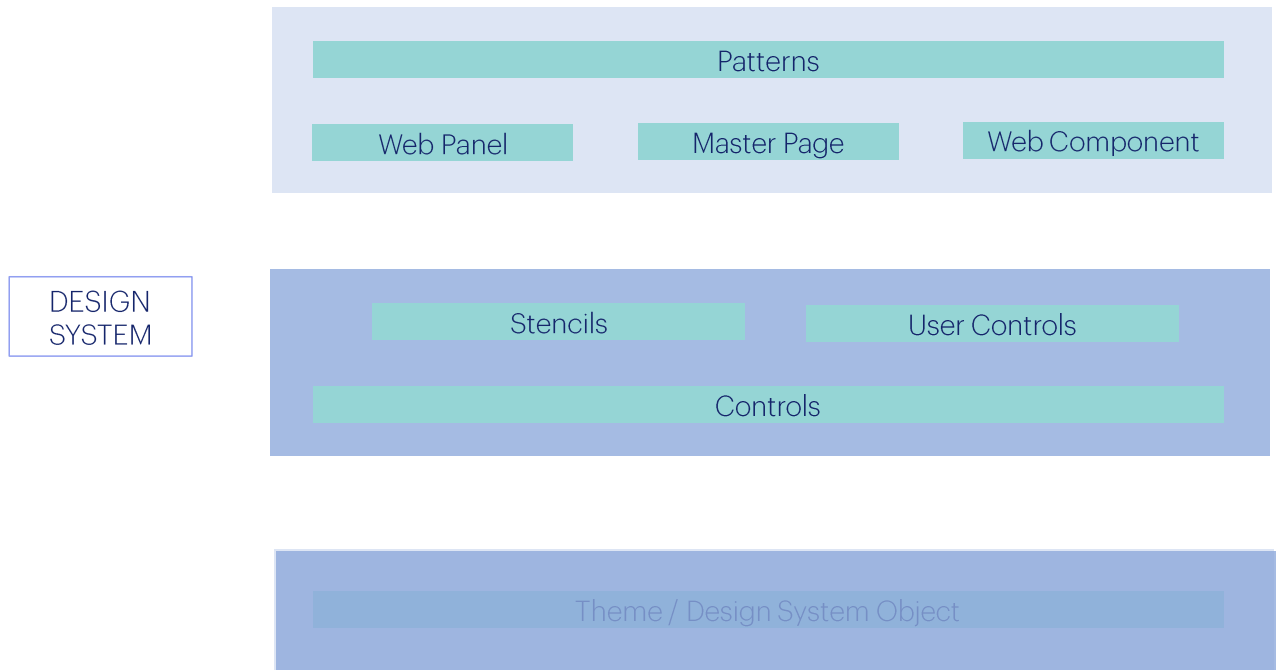 Patterns
Web Panel
Master Page
Web Component
DESIGN
SYSTEM
Stencils
User Controls
Controls
Theme / Design System Object